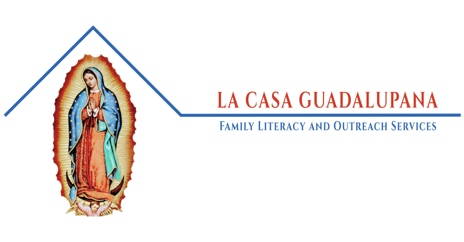 LA CASA GUADALUPANA
FAMILY LITERACY AND OUTREACH SERVICES